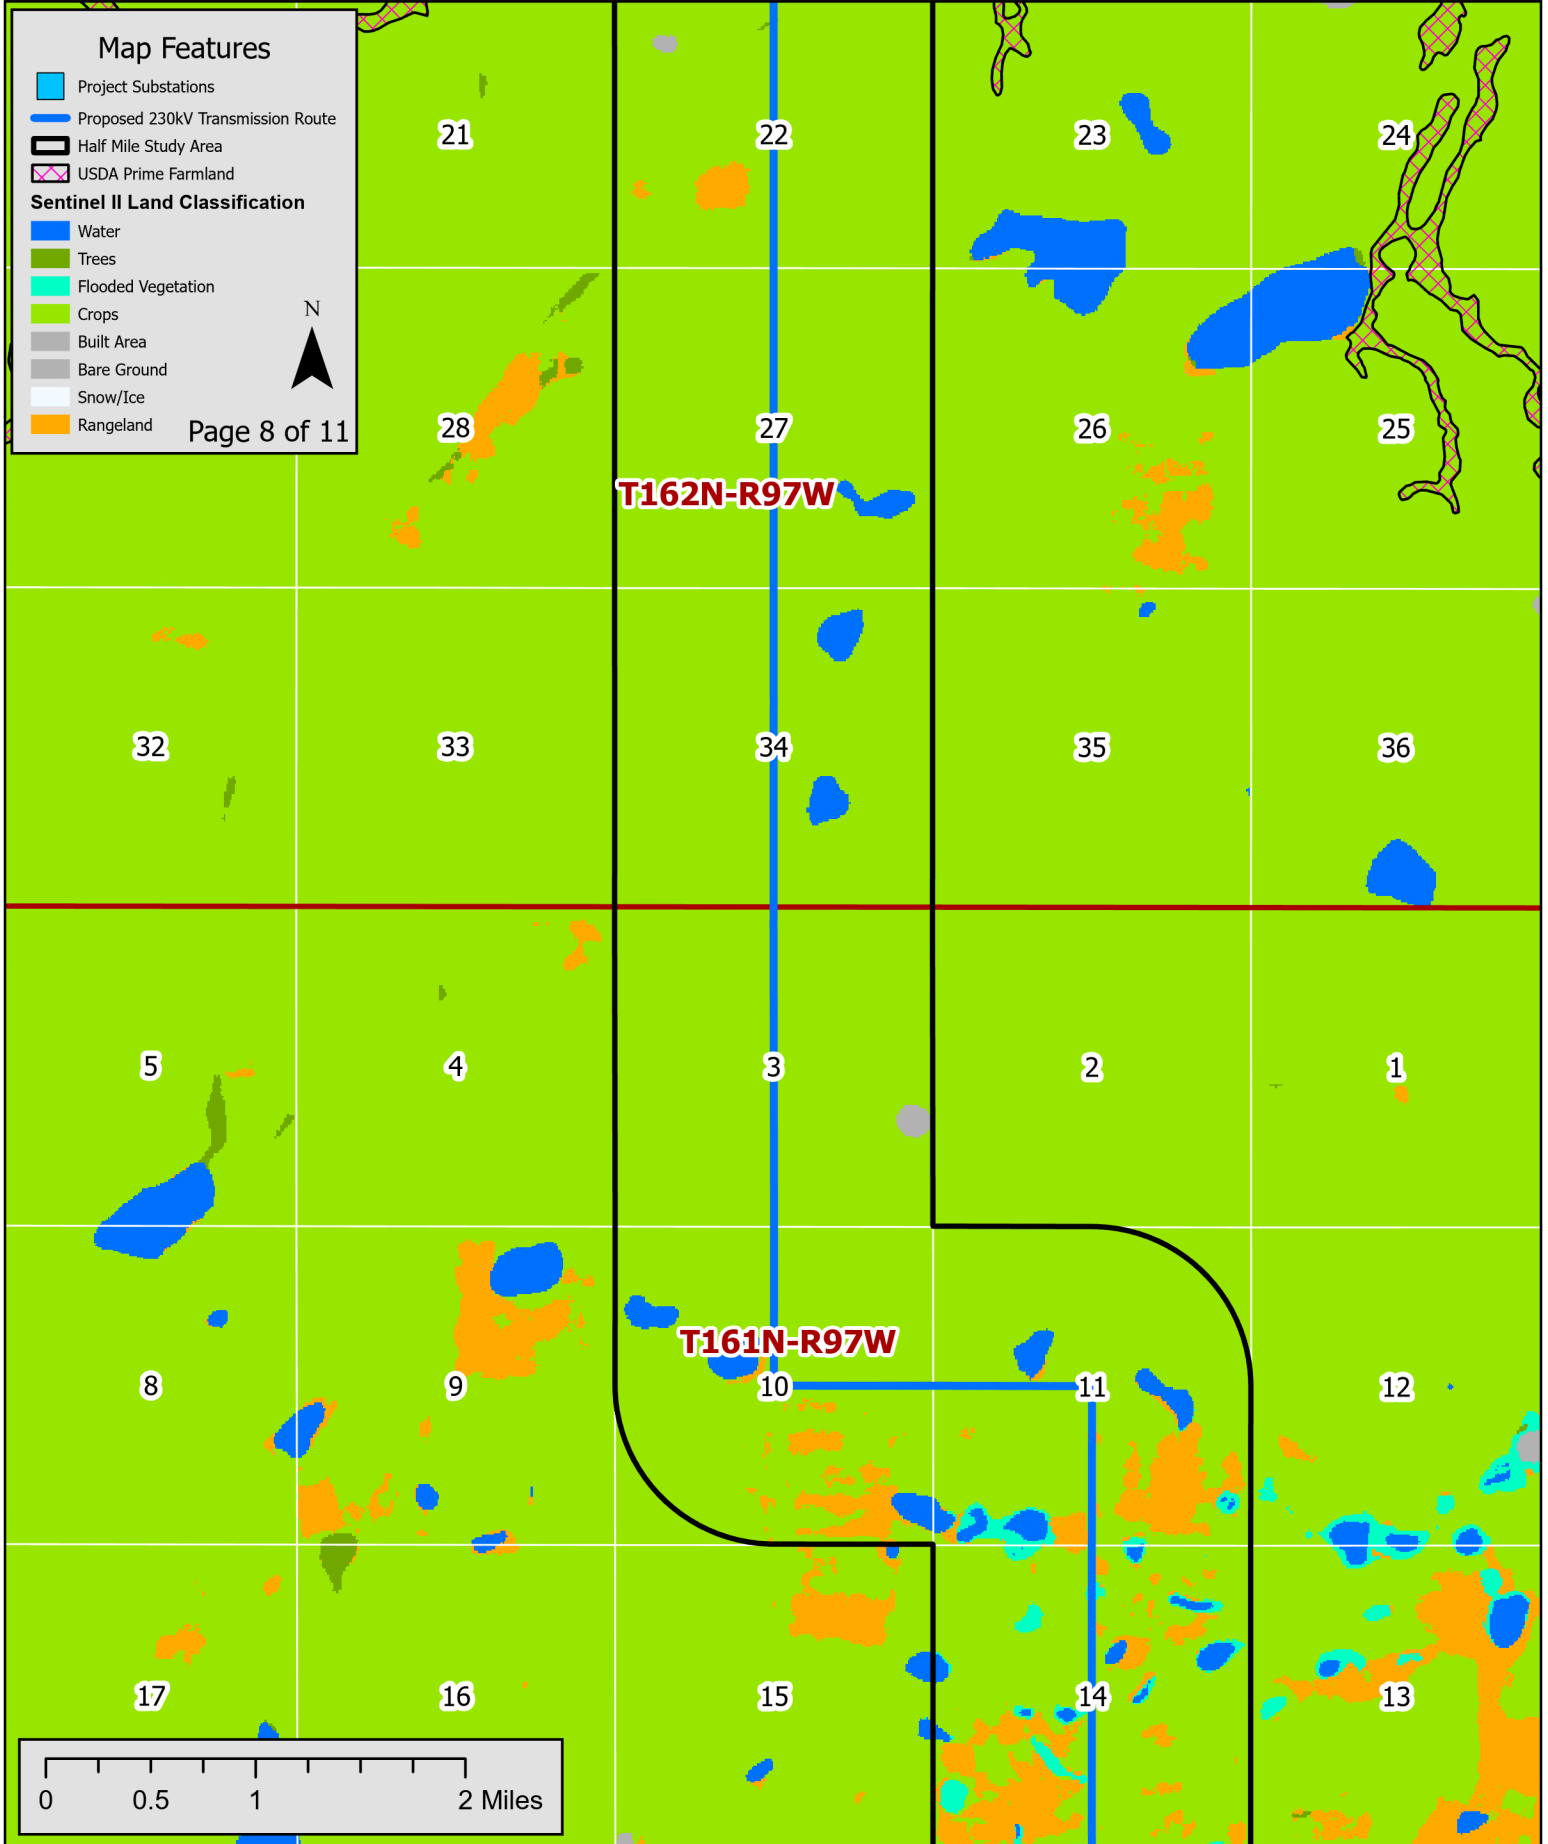 Map Features
Project Substations
Proposed 230kV Transmission Route
Half Mile Study Area
USDA Prime Farmland
Sentinel II Land Classification
Water
Trees
Flooded Vegetation
Crops
Built Area
Bare Ground
Snow/Ice
Rangeland
N
Page 8 of 11
21 22 23 24
28 27 26 25
T162N-R97W
32 33 34 35 36
5 4 3 2 1
T161N-R97W
8 9 10 11 12
17 16 15 14 13
0 0.5 1 2 Miles